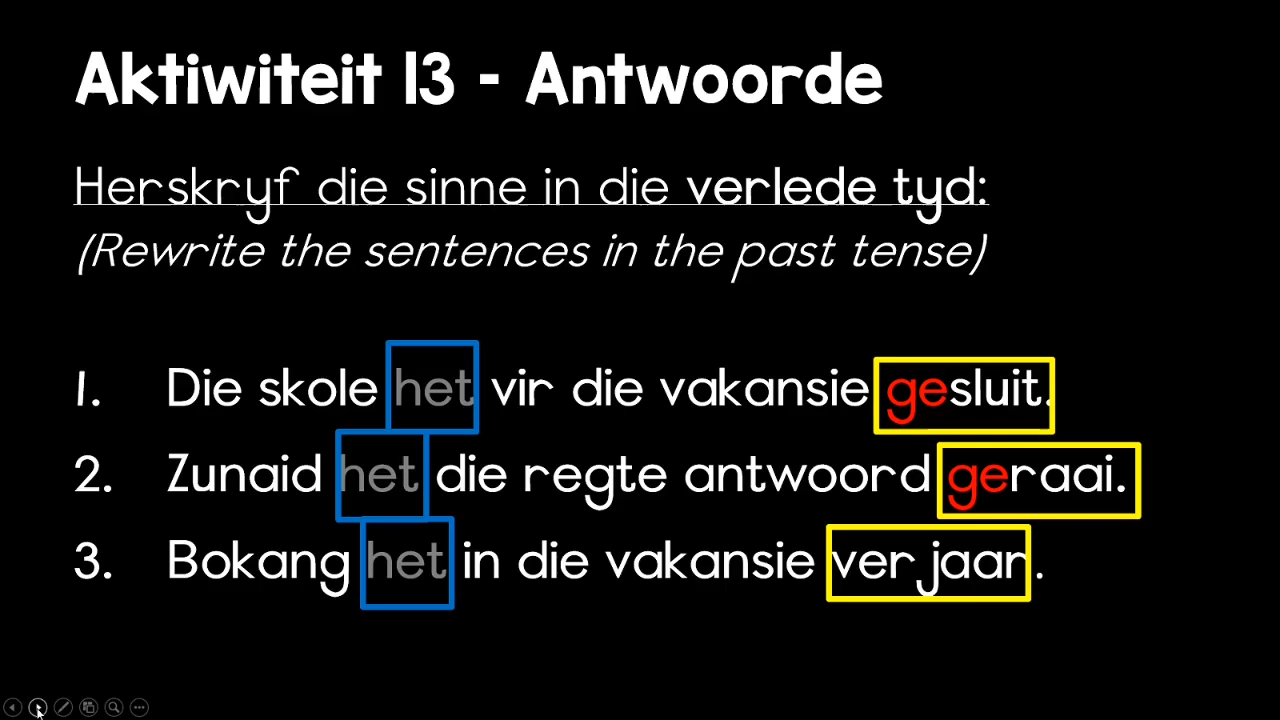 Aktiwiteit 13 - Antwoorde
Herskryf die sinne in die verlede tyd:
(Rewrite the sentences in the past tense)
1. Die skole het vir die vakansie gesluit.
2. Zunaid het die regte antwoord geraai.
3. Bokang het in die vakansie verjaar.